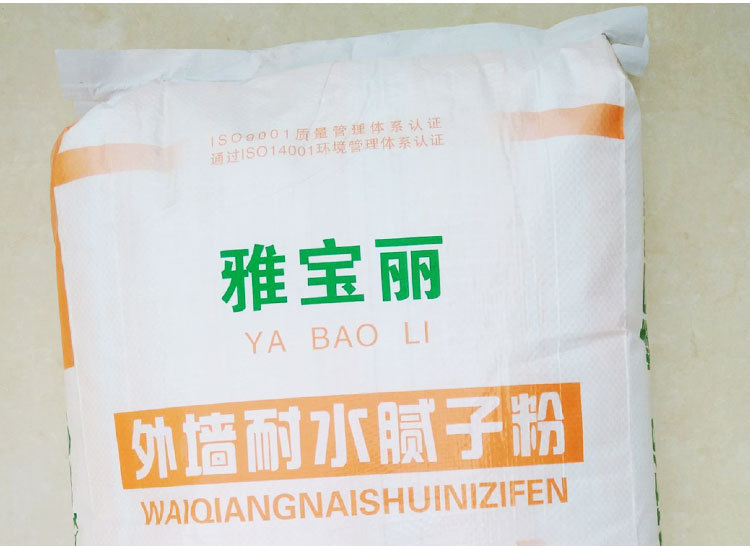 ISO9001质量管理体系认证
通过ISO14001环境管理体系认证
雅宝丽
YA BAO LI
外墙耐水腻子粉
WAIQIANGNAISHUINIZIFEN